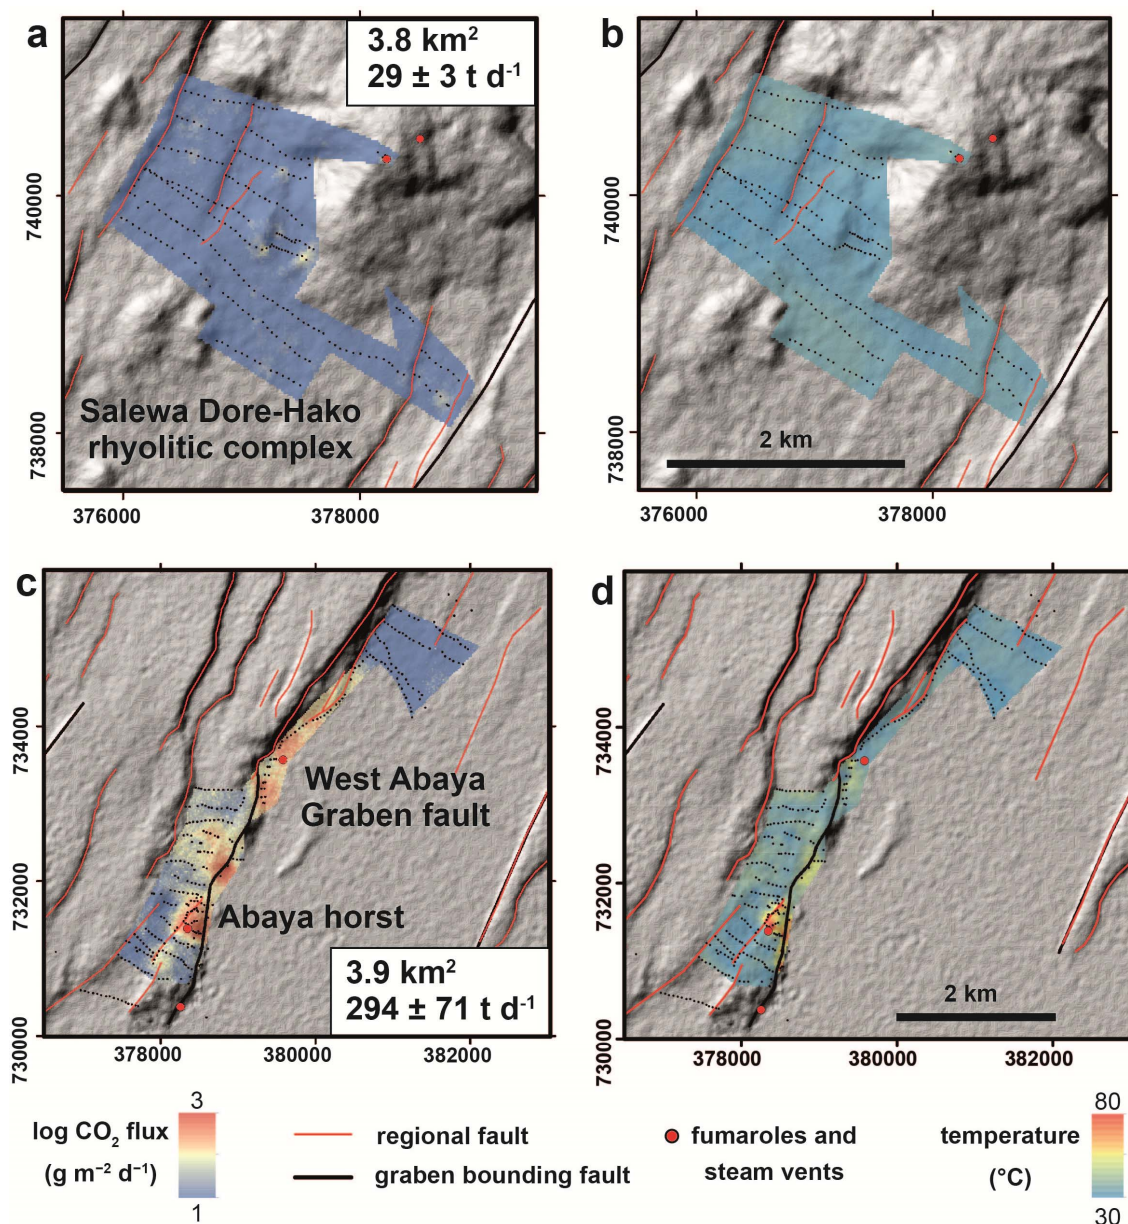 a
3.8 km²
29 ± 3 t d⁻¹
740000
738000
Salewa Dore-Hako
rhyolitic complex
376000
378000
b
740000
738000
2 km
376000
378000
c
734000
732000
730000
West Abaya
Graben fault
Abaya horst
3.9 km²
294 ± 71 t d⁻¹
378000
380000
382000
d
734000
732000
730000
2 km
378000
380000
382000
log CO₂ flux
(g m⁻² d⁻¹)
3
1
regional fault
graben bounding fault
fumaroles and
steam vents
temperature
(°C)
80
30